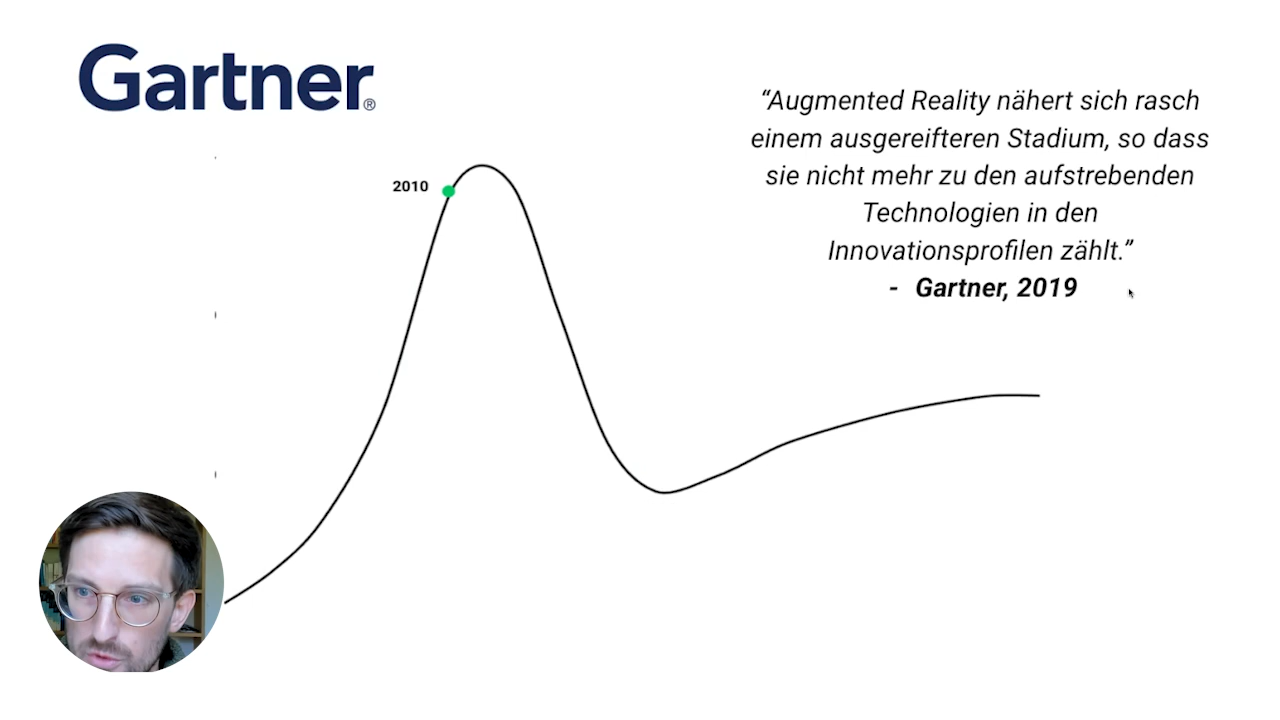 Gartner®
“Augmented Reality nähert sich rasch
einem ausgereifteren Stadium, so dass
sie nicht mehr zu den aufstrebenden
Technologien in den
Innovationsprofilen zählt.”
- Gartner, 2019
2010